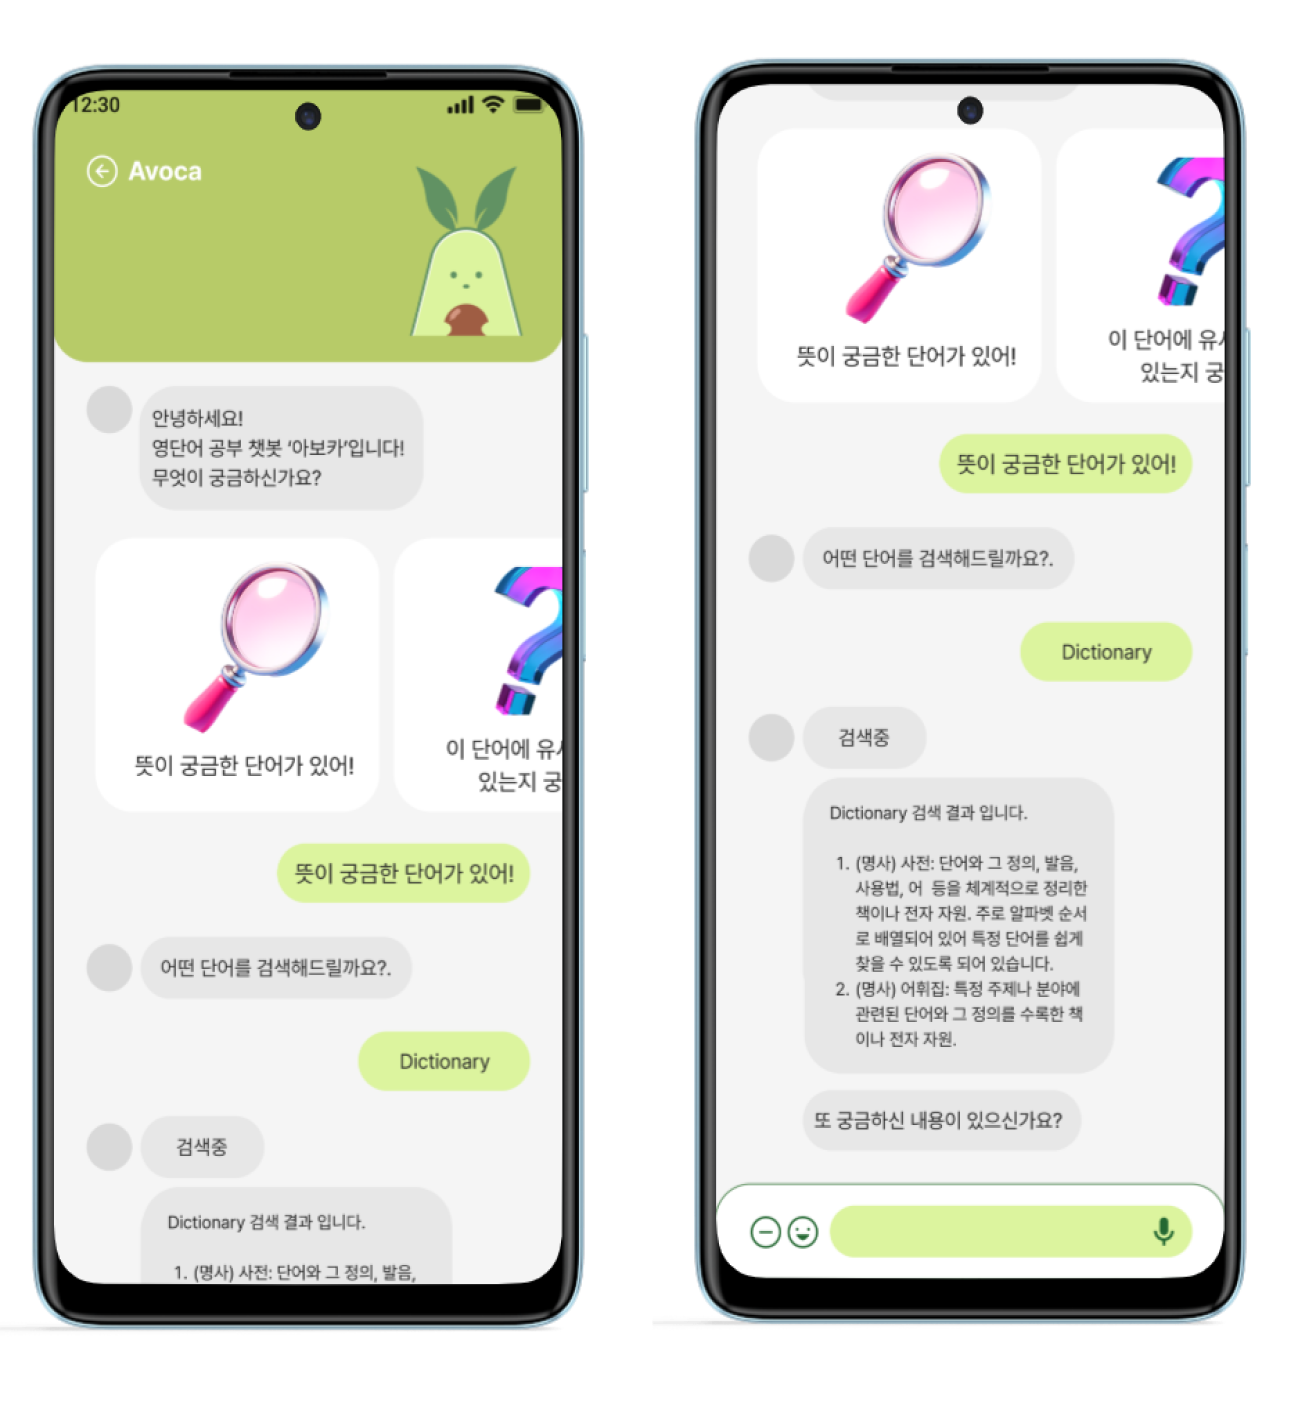 12:30
Avoca
안녕하세요!
영단어 공부 챗봇 ‘아보카’입니다!
무엇이 궁금하신가요?
뜻이 궁금한 단어가 있어!
이 단어에 유
있는지 궁
뜻이 궁금한 단어가 있어!
어떤 단어를 검색해드릴까요?.
Dictionary
검색중
Dictionary 검색 결과 입니다.
1. (명사) 사전: 단어와 그 정의, 발음,
뜻이 궁금한 단어가 있어!
이 단어에 유
있는지 궁
뜻이 궁금한 단어가 있어!
어떤 단어를 검색해드릴까요?.
Dictionary
검색중
Dictionary 검색 결과 입니다.
1. (명사) 사전: 단어와 그 정의, 발음,
사용법, 어 등을 체계적으로 정리한
책이나 전자 자원. 주로 알파벳 순서
로 배열되어 있어 특정 단어를 쉽게
찾을 수 있도록 되어 있습니다.
2. (명사) 어휘집: 특정 주제나 분야에
관련된 단어와 그 정의를 수록한 책
이나 전자 자원.
또 궁금하신 내용이 있으신가요?